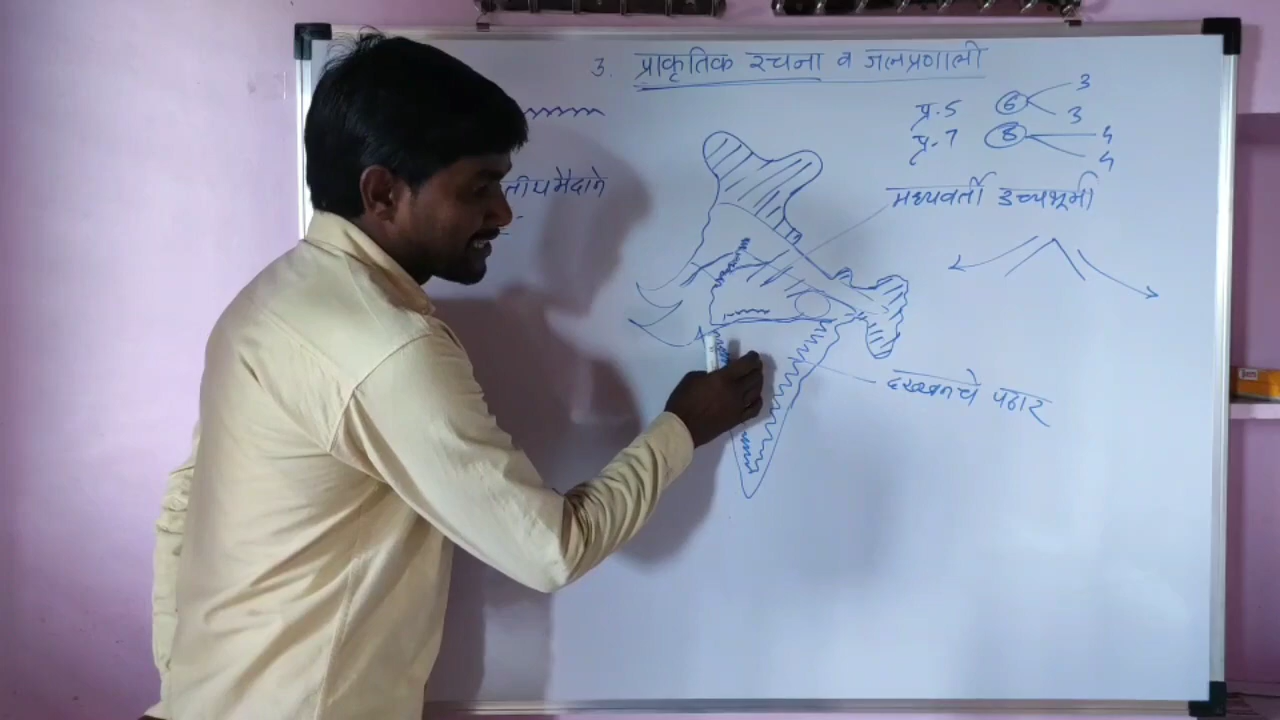 3. प्राकृतिक रचना व जलप्रणाली
प्र.5 6 3
3
प्र.7 8 4
4
मैदाने
मध्यवर्ती उच्चभूमी
दख्खनचे पठार